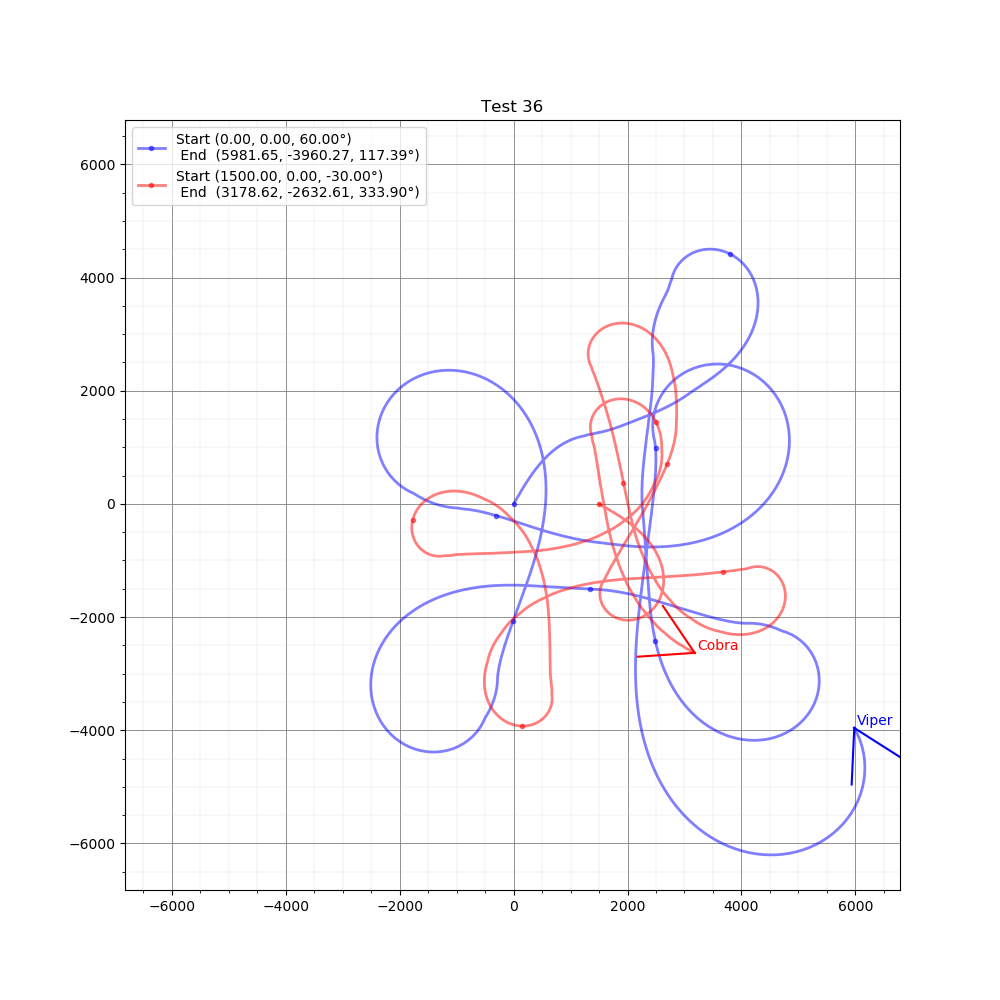 Test 36
Start (0.00, 0.00, 60.00°)
End  (5981.65, -3960.27, 117.39°)
Start (1500.00, 0.00, -30.00°)
End  (3178.62, -2632.61, 333.90°)
6000
4000
2000
0
−2000
−4000
−6000
Cobra
Viper
−6000 −4000 −2000 0 2000 4000 6000